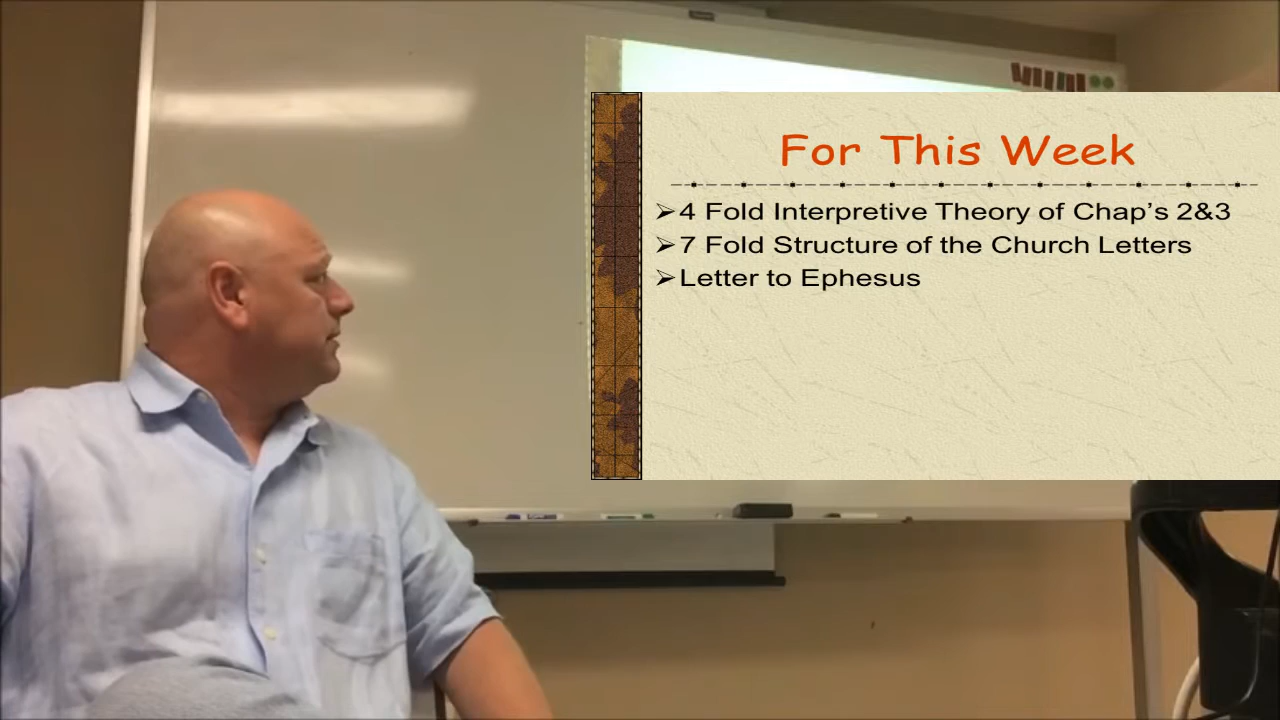 For This Week
➢4 Fold Interpretive Theory of Chap's 2&3
➢7 Fold Structure of the Church Letters
➢Letter to Ephesus